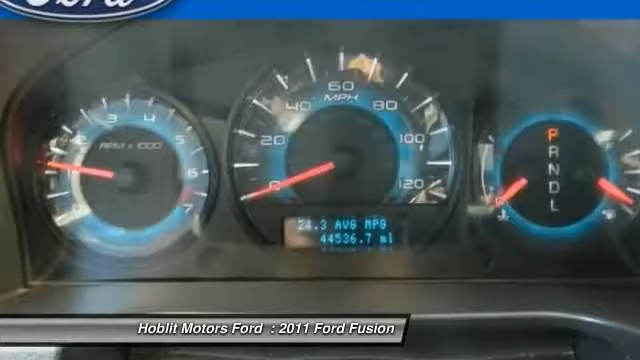 Ford
60
MPH
40 80
20 100
0 120
3 4
2 5
RPM x 1000
1 6
7
P
R
N
D
L
24.3 AVG MPG
44536.7 mi
Hoblit Motors Ford : 2011 Ford Fusion